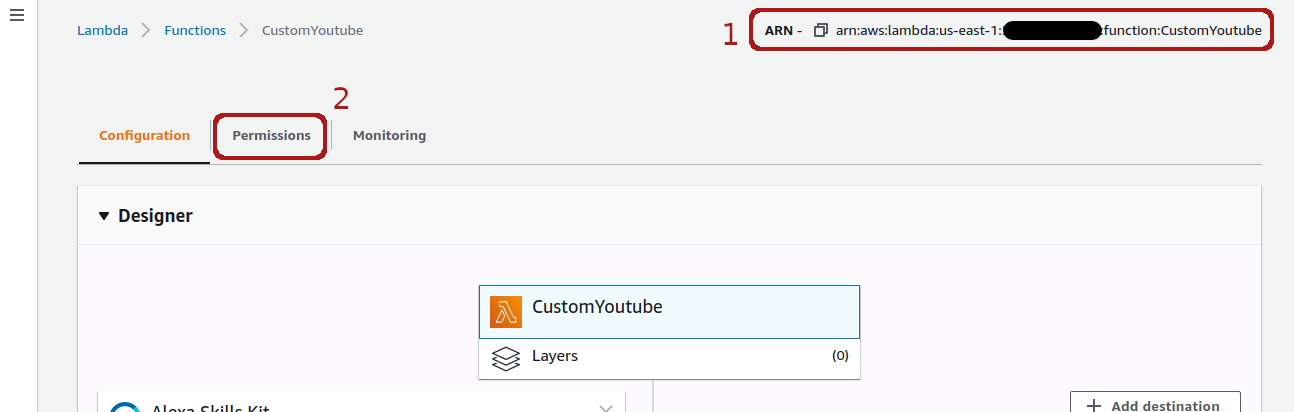 Lambda Functions CustomYoutube
1 ARN - arn:aws:lambda:us-east-1: :function:CustomYoutube
2
Configuration Permissions Monitoring
Designer
CustomYoutube
Layers (0)
Alexa Skills Kit
Add destination